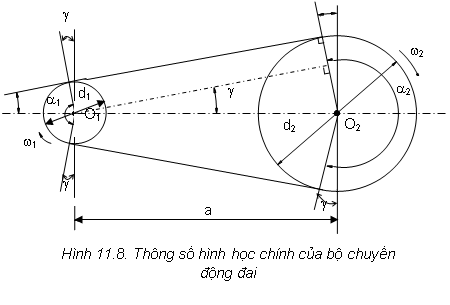 γ
γ
ω₂
α₁
d₁
γ
α₂
O₁
d₂
O₂
ω₁
γ
γ
a
Hình 11.8. Thông số hình học chính của bộ chuyển
động đai